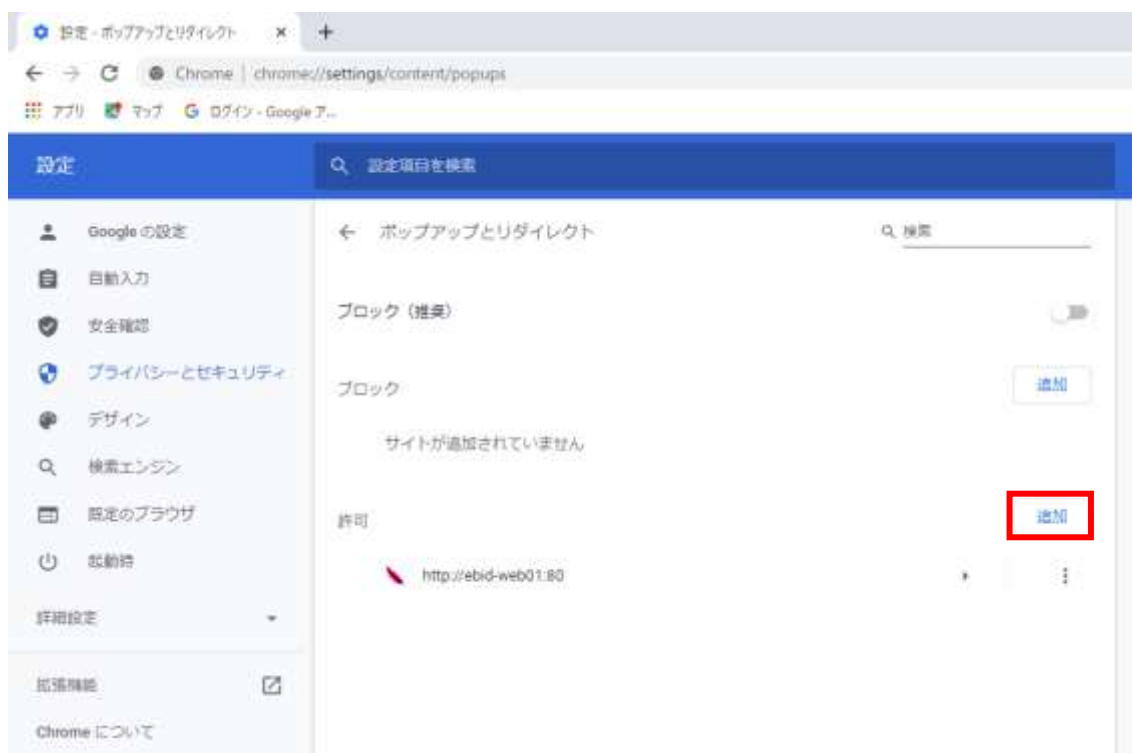 設定 - ポップアップとリダイレクト
Chrome | chrome://settings/content/popups
アプリ マップ ログイン - Google ア...
設定
設定項目を検索
Google の設定
ポップアップとリダイレクト
検索
自動入力
ブロック（推奨）
安全確認
プライバシーとセキュリティ
追加
ブロック
デザイン
サイトが追加されていません
検索エンジン
既定のブラウザ
追加
許可
起動時
http://ebid-web01:80
詳細設定
拡張機能
Chrome について